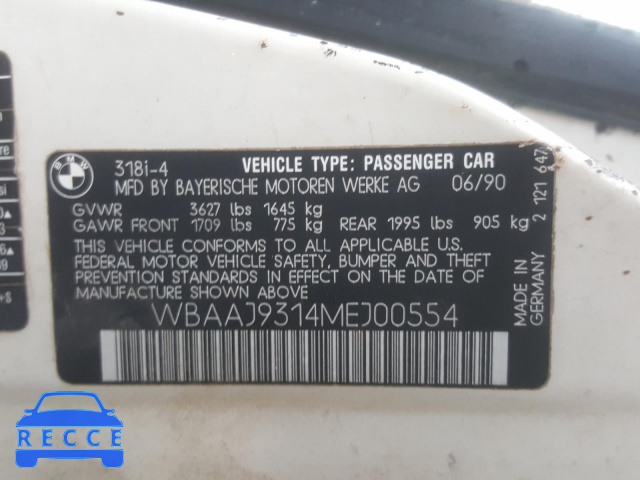 BMW
318i-4 VEHICLE TYPE: PASSENGER CAR
MFD BY BAYERISCHE MOTOREN WERKE AG 06/90
GVWR 3627 lbs 1645 kg
GAWR FRONT 1709 lbs 775 kg REAR 1995 lbs 905 kg
THIS VEHICLE CONFORMS TO ALL APPLICABLE U.S.
FEDERAL MOTOR VEHICLE SAFETY, BUMPER AND THEFT
PREVENTION STANDARDS IN EFFECT ON THE DATE OF
MANUFACTURE SHOWN ABOVE
WBAAJ9314MEJ00554
MADE IN
GERMANY
2 121 647
+S